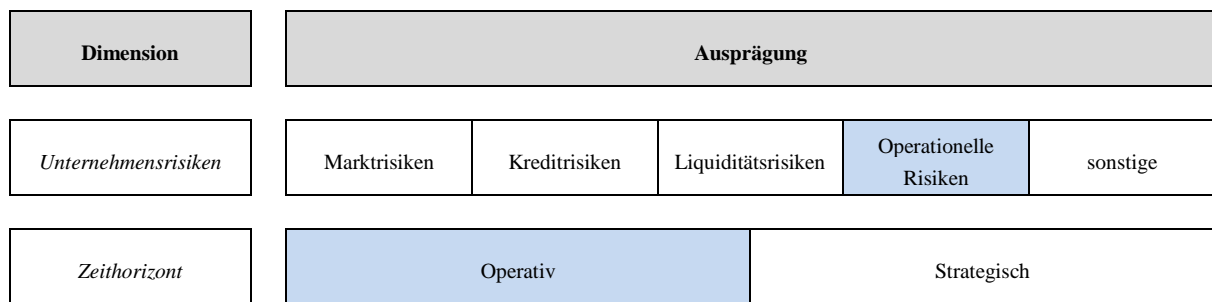 Dimension
Ausprägung
Unternehmensrisiken
Marktrisiken
Kreditrisiken
Liquiditätsrisiken
Operationelle
Risiken
sonstige
Zeithorizont
Operativ
Strategisch